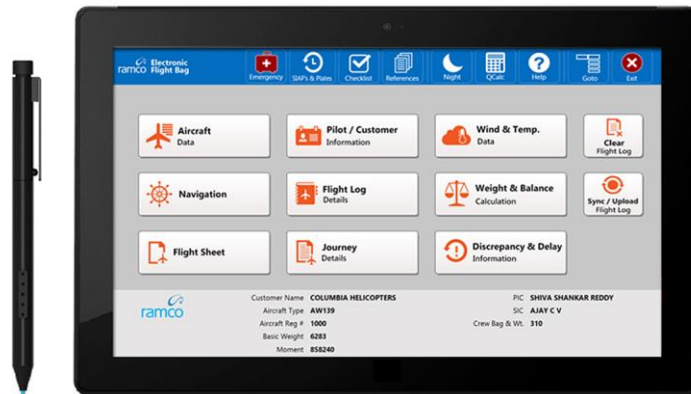 ramco Electronic
Flight Bag
Emergency
SIAP's & Plates
Checklist
References
Night
QCalc
Help
Goto
Exit
Aircraft
Data
Pilot / Customer
Information
Wind & Temp.
Data
Clear
Flight Log
Navigation
Flight Log
Details
Weight & Balance
Calculation
Sync / Upload
Flight Log
Flight Sheet
Journey
Details
Discrepancy & Delay
Information
ramco
Customer Name COLUMBIA HELICOPTERS
Aircraft Type AW139
Aircraft Reg # 1000
Basic Weight 6283
Moment 858240
PIC SHIVA SHANKAR REDDY
SIC AJAY C V
Crew Bag & Wt. 310